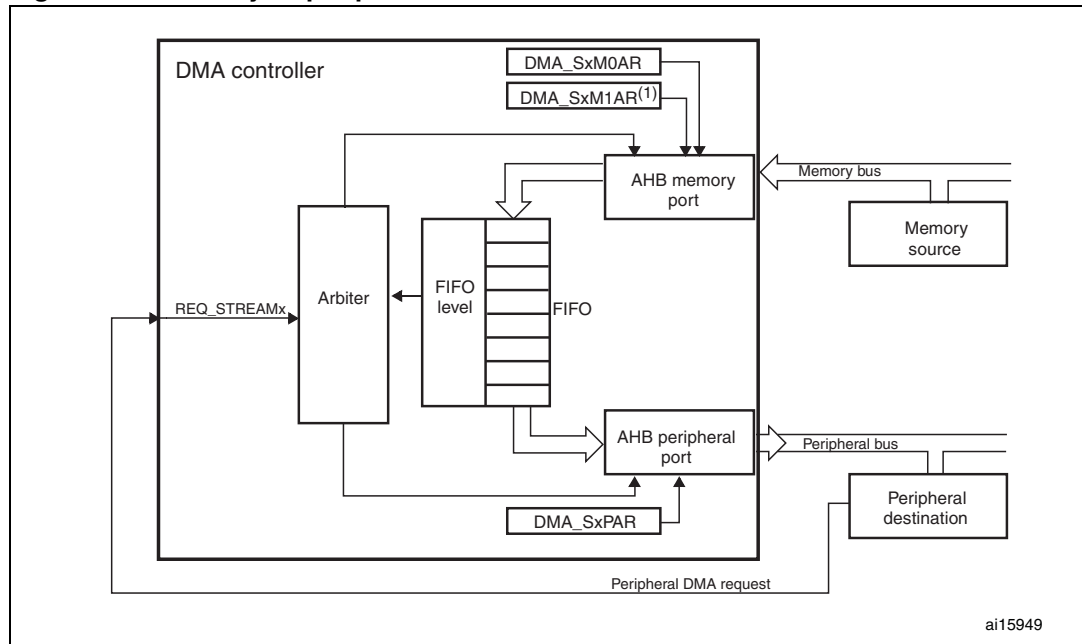 DMA controller
DMA_SxM0AR
DMA_SxM1AR(1)
AHB memory
port
Memory bus
Memory
source
REQ_STREAMx
Arbiter
FIFO
level
FIFO
AHB peripheral
port
Peripheral bus
DMA_SxPAR
Peripheral
destination
Peripheral DMA request
ai15949